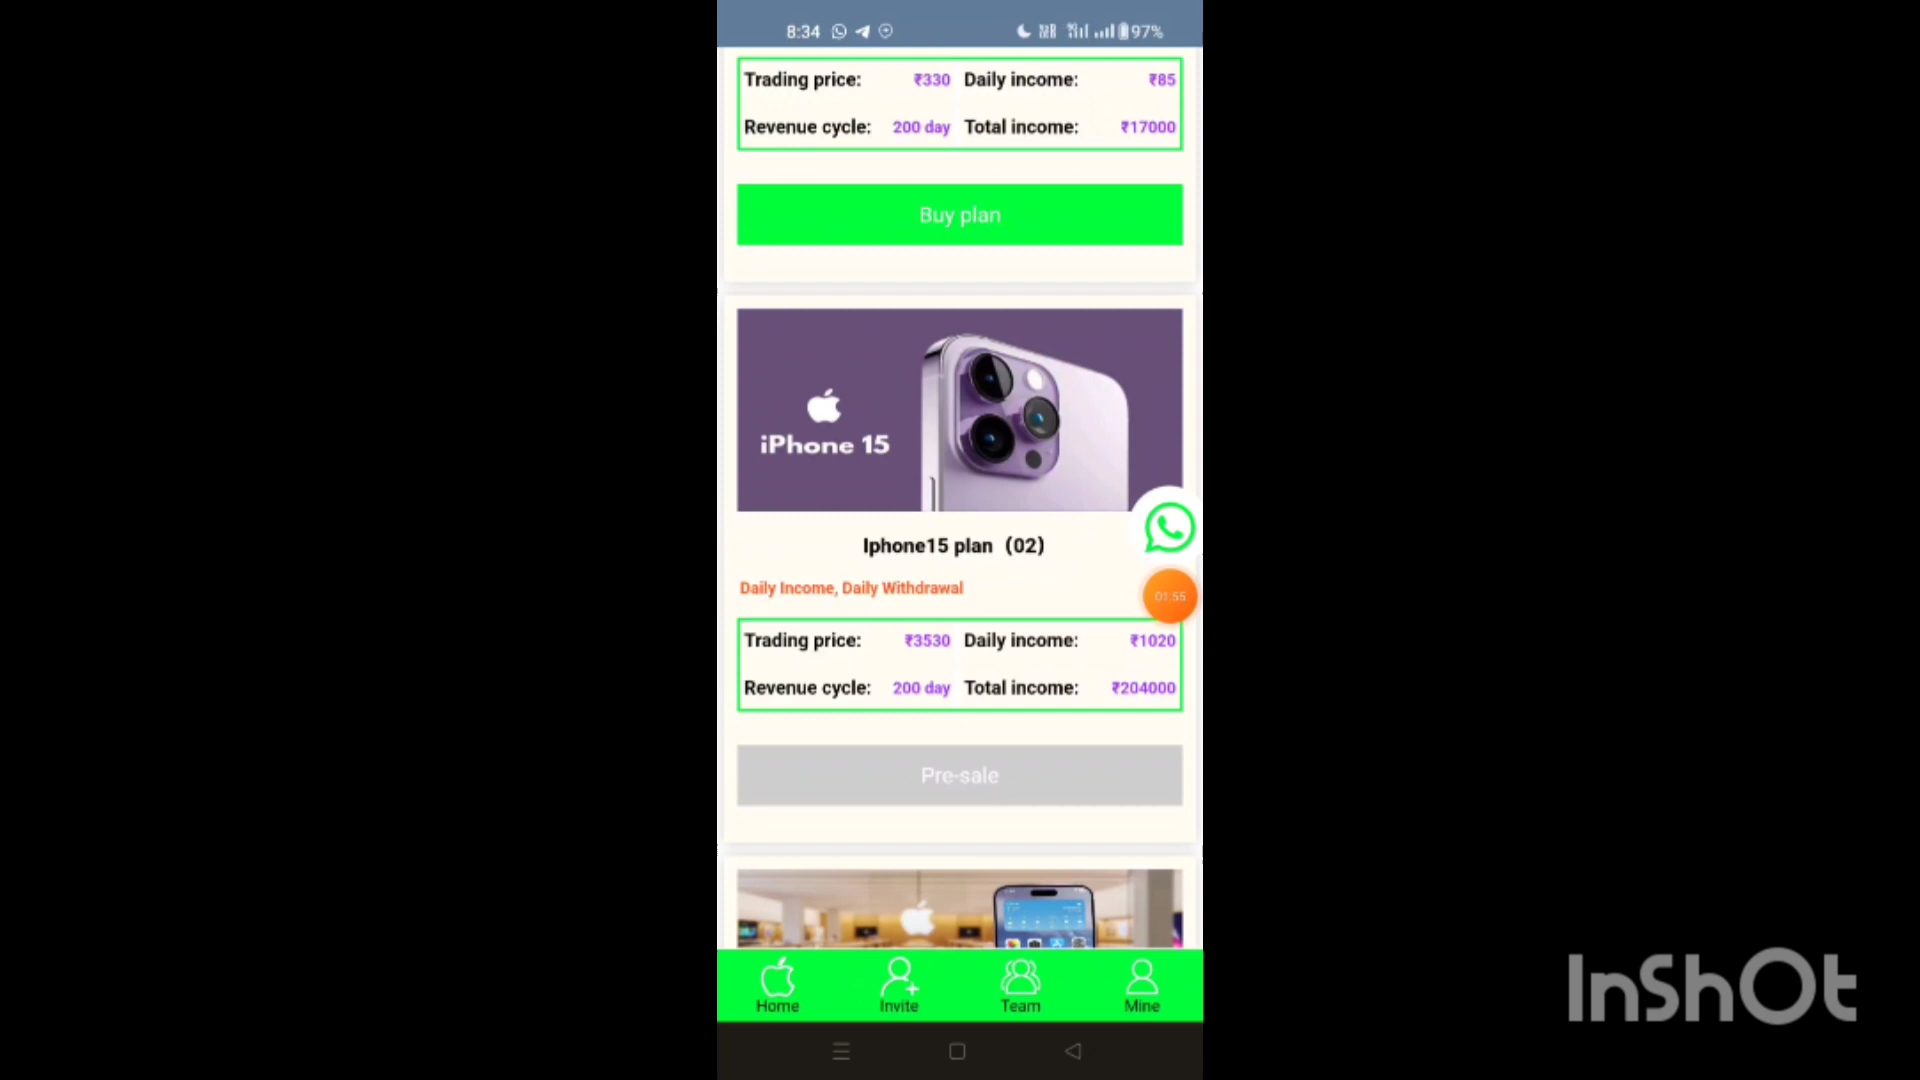 8:34 97%
Trading price: ₹330 Daily income: ₹85
Revenue cycle: 200 day Total income: ₹17000
Buy plan
iPhone 15
Iphone15 plan (02)
Daily Income, Daily Withdrawal
01:55
Trading price: ₹3530 Daily income: ₹1020
Revenue cycle: 200 day Total income: ₹204000
Pre-sale
Home Invite Team Mine
InShOt